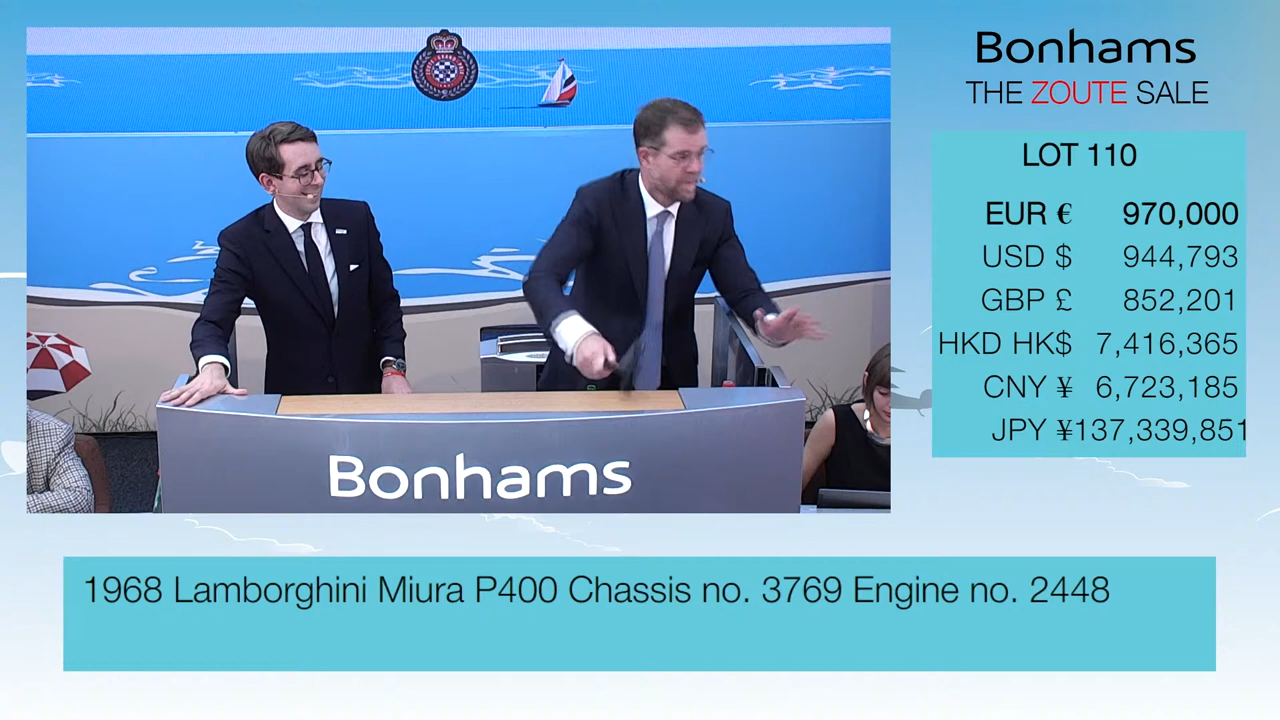 Bonhams
THE ZOUTE SALE
LOT 110
EUR € 970,000
USD $ 944,793
GBP £ 852,201
HKD HK$ 7,416,365
CNY ¥ 6,723,185
JPY ¥137,339,851
Bonhams
1968 Lamborghini Miura P400 Chassis no. 3769 Engine no. 2448